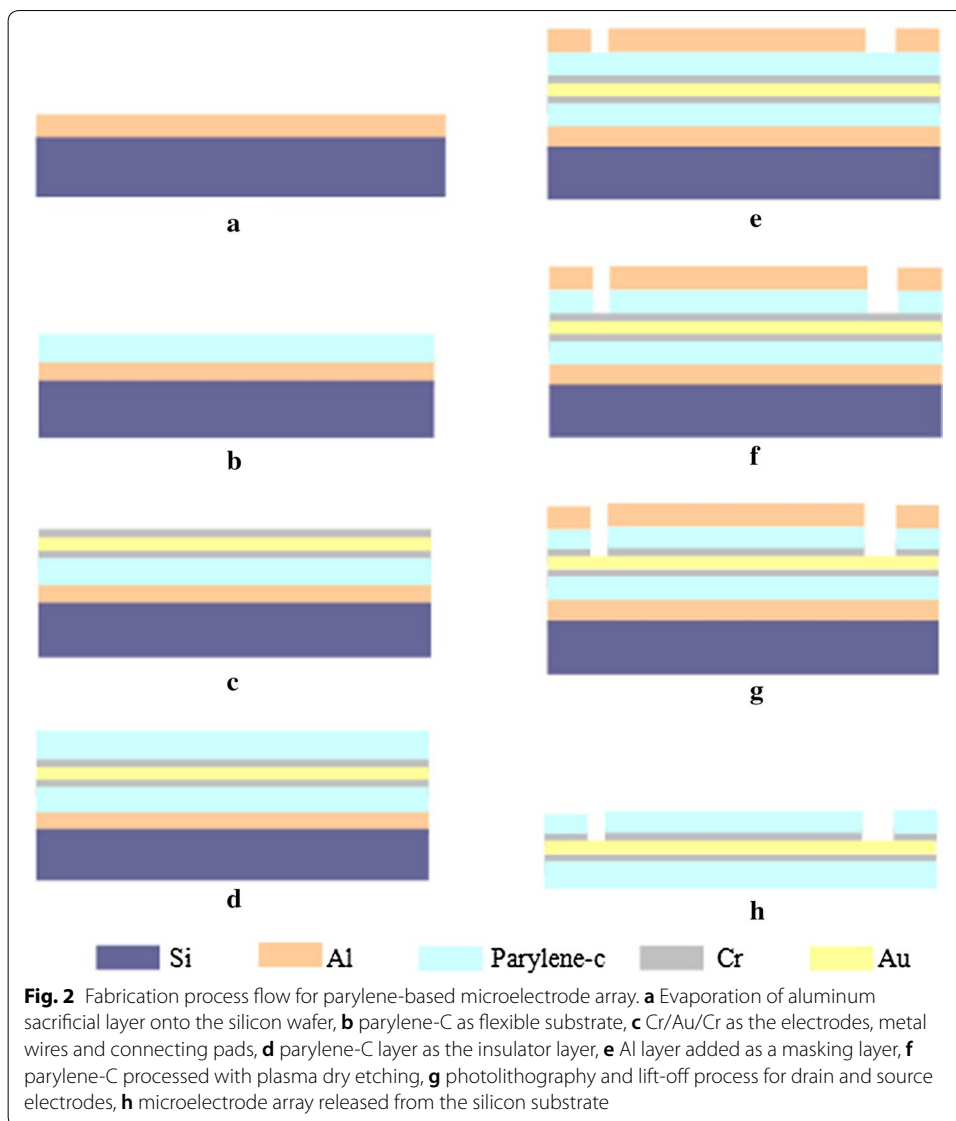 a
b
c
d
e
f
g
h
Si Al Parylene-c Cr Au
Fig. 2 Fabrication process flow for parylene-based microelectrode array. a Evaporation of aluminum
sacrificial layer onto the silicon wafer, b parylene-C as flexible substrate, c Cr/Au/Cr as the electrodes, metal
wires and connecting pads, d parylene-C layer as the insulator layer, e Al layer added as a masking layer, f
parylene-C processed with plasma dry etching, g photolithography and lift-off process for drain and source
electrodes, h microelectrode array released from the silicon substrate